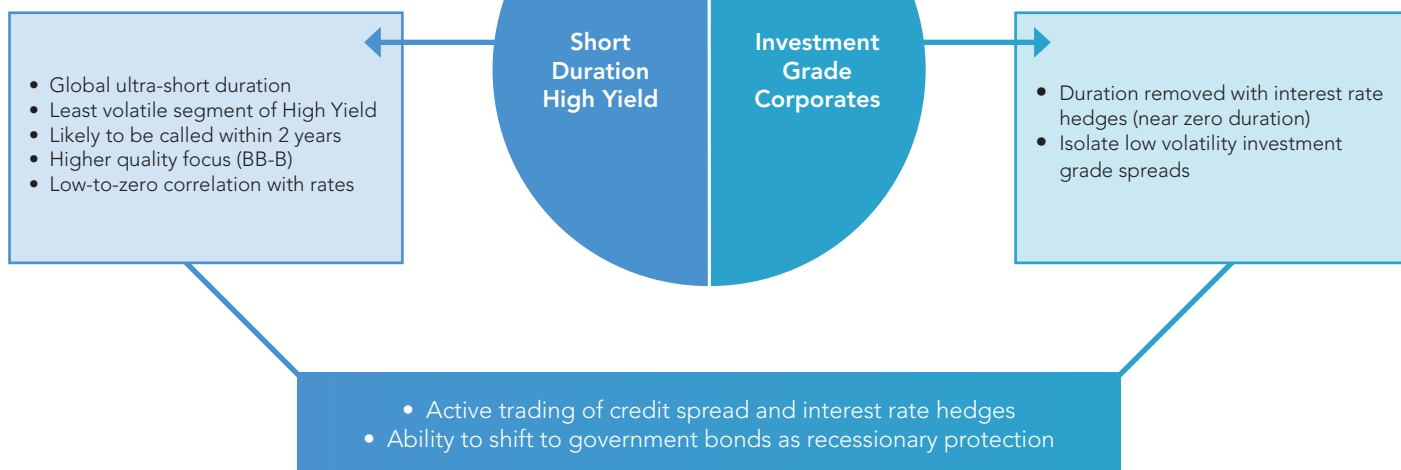 Short
Duration
High Yield
Investment
Grade
Corporates
• Global ultra-short duration
• Least volatile segment of High Yield
• Likely to be called within 2 years
• Higher quality focus (BB-B)
• Low-to-zero correlation with rates
• Duration removed with interest rate
hedges (near zero duration)
• Isolate low volatility investment
grade spreads
• Active trading of credit spread and interest rate hedges
• Ability to shift to government bonds as recessionary protection